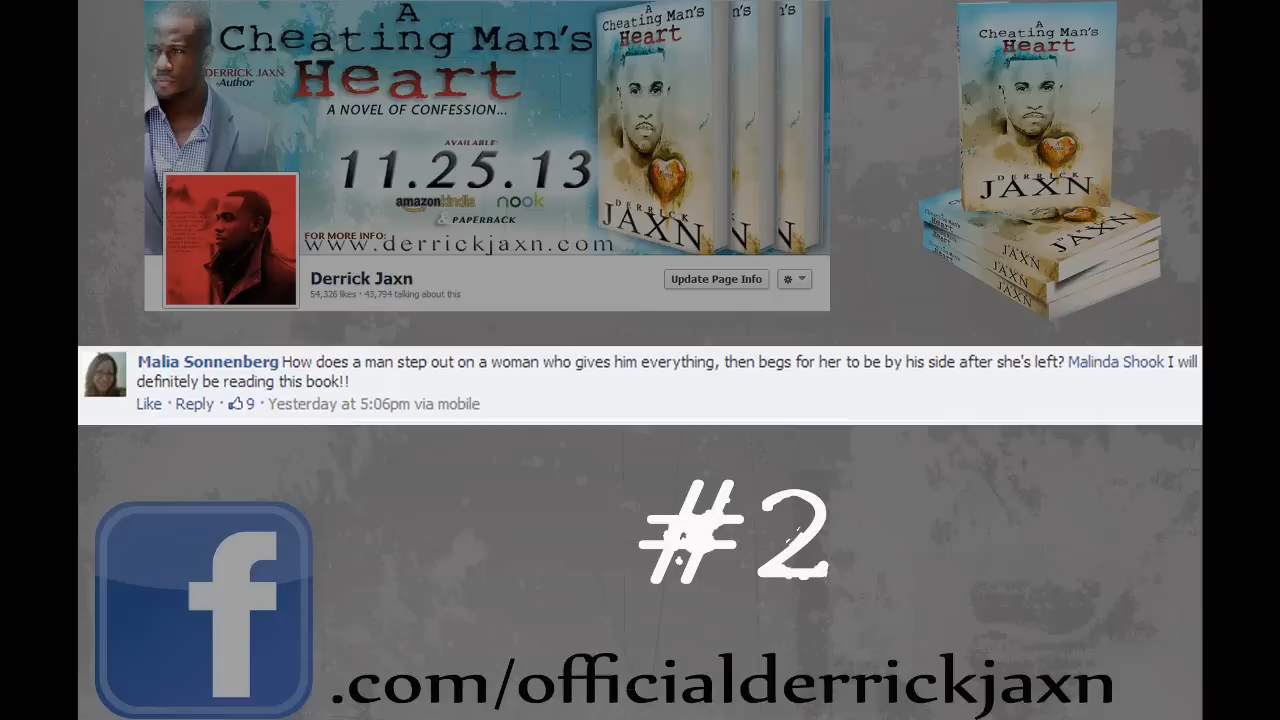 A
Cheating Man's
Heart
DERRICK JAXN
-Author
A NOVEL OF CONFESSION...
AVAILABLE:
11.25.13
amazonkindle nook
& PAPERBACK
FOR MORE INFO:
www.derrickjaxn.com
A
Cheating Man's
Heart
DERRICK
JAXN
n's
n's
A
Cheating Man's
Heart
DERRICK
JAXN
JAXN
JAXN
JAXN
JAXN
Derrick Jaxn
54,326 likes · 43,794 talking about this
Update Page Info
Malia Sonnenberg How does a man step out on a woman who gives him everything, then begs for her to be by his side after she's left? Malinda Shook I will
definitely be reading this book!!
Like · Reply · 9 · Yesterday at 5:06pm via mobile
#2
f
.com/officialderrickjaxn